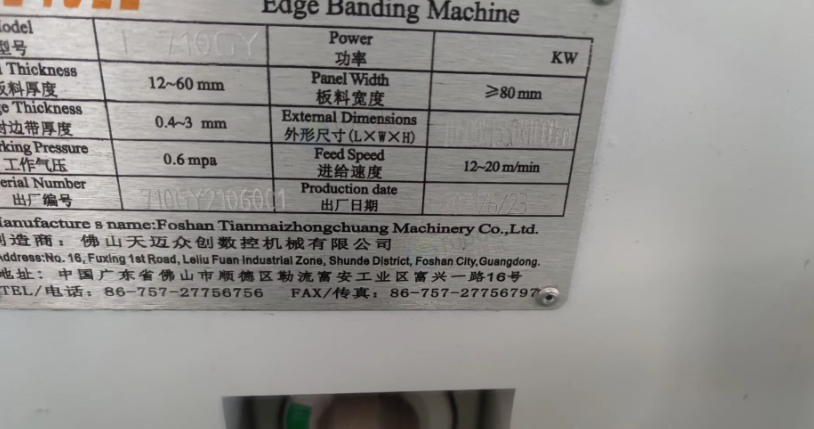 Edge Banding Machine
odel 710GY Power KW
型号 功率
Thickness 12~60 mm Panel Width ≥80 mm
板料厚度 板料宽度
ge Thickness 0.4~3 mm External Dimensions
封边带厚度 外形尺寸(L×W×H)
rking Pressure 0.6 mpa Feed Speed 12~20 m/min
工作气压 进给速度
erial Number 710GY2106001 Production date
出厂编号 出厂日期
anufacture s name:Foshan Tianmaizhongchuang Machinery Co.,Ltd.
制造商：佛山天迈众创数控机械有限公司
Address:No. 16, Fuxing 1st Road, Leliu Fuan Industrial Zone, Shunde District, Foshan City,Guangdong.
地址：中国广东省佛山市顺德区勒流富安工业区富兴一路16号
TEL/电话：86-757-27756756 FAX/传真：86-757-27756797